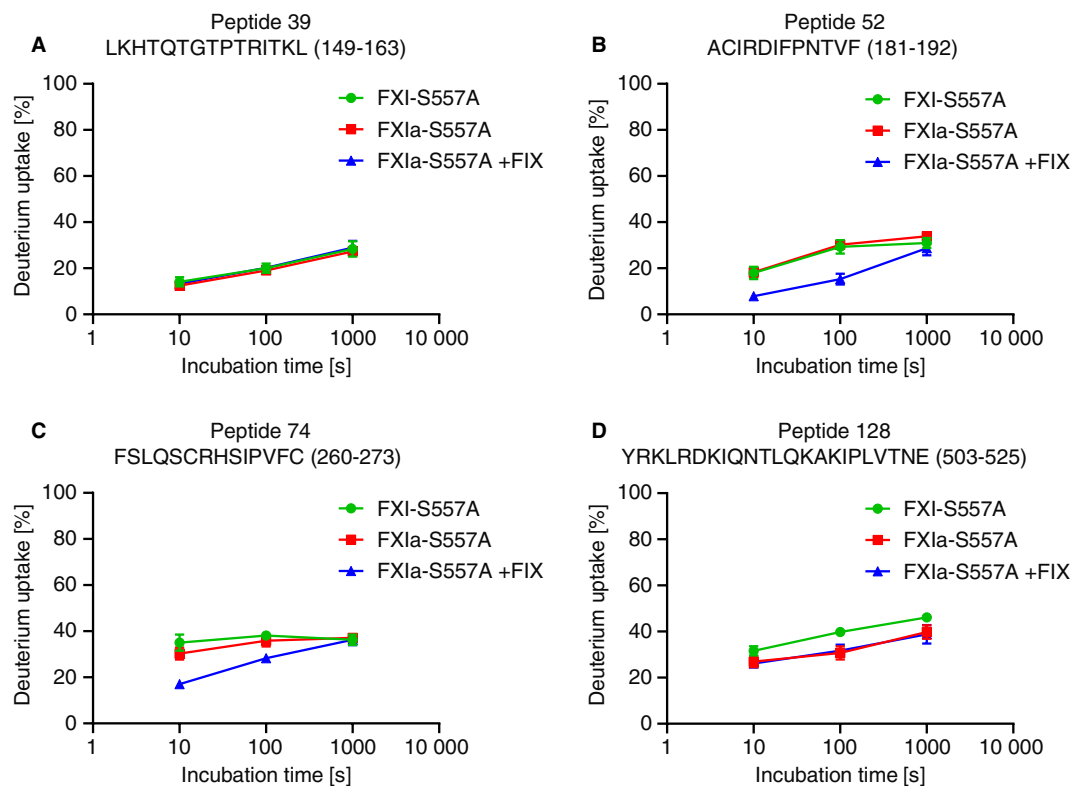 Peptide 39
A
LKHTQTGTPTRITKL (149-163)
100
80
60
40
20
0
Deuterium uptake [%]
FXI-S557A
FXIa-S557A
FXIa-S557A +FIX
1
10
100
1000
10 000
Incubation time [s]
Peptide 52
B
ACIRDIFPNTVF (181-192)
100
80
60
40
20
0
Deuterium uptake [%]
FXI-S557A
FXIa-S557A
FXIa-S557A +FIX
1
10
100
1000
10 000
Incubation time [s]
Peptide 74
C
FSLQSCRHSIPVFC (260-273)
100
80
60
40
20
0
Deuterium uptake [%]
FXI-S557A
FXIa-S557A
FXIa-S557A +FIX
1
10
100
1000
10 000
Incubation time [s]
Peptide 128
D
YRKLRDKIQNTLQKAKIPLVTNE (503-525)
100
80
60
40
20
0
Deuterium uptake [%]
FXI-S557A
FXIa-S557A
FXIa-S557A +FIX
1
10
100
1000
10 000
Incubation time [s]